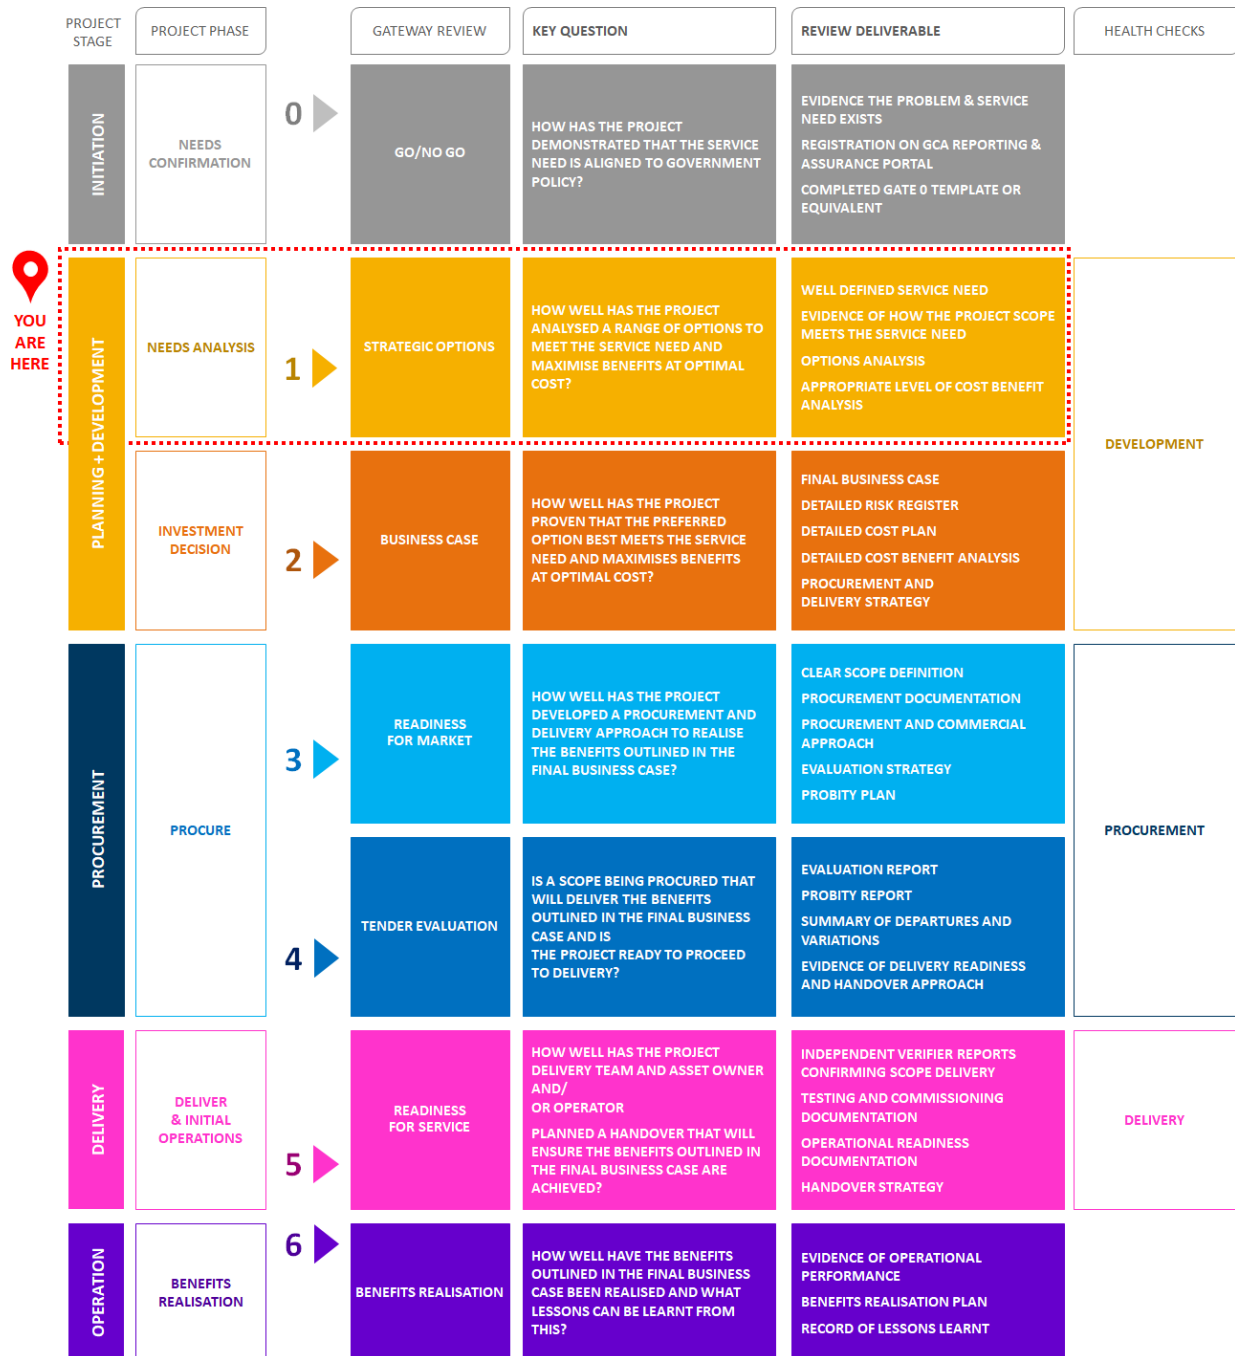 PROJECT
STAGE
PROJECT PHASE
GATEWAY REVIEW
KEY QUESTION
REVIEW DELIVERABLE
HEALTH CHECKS
INITIATION
NEEDS
CONFIRMATION
0
GO/NO GO
HOW HAS THE PROJECT
DEMONSTRATED THAT THE SERVICE
NEED IS ALIGNED TO GOVERNMENT
POLICY?
EVIDENCE THE PROBLEM & SERVICE
NEED EXISTS
REGISTRATION ON GCA REPORTING &
ASSURANCE PORTAL
COMPLETED GATE 0 TEMPLATE OR
EQUIVALENT
YOU
ARE
HERE
PLANNING + DEVELOPMENT
NEEDS ANALYSIS
1
STRATEGIC OPTIONS
HOW WELL HAS THE PROJECT
ANALYSED A RANGE OF OPTIONS TO
MEET THE SERVICE NEED AND
MAXIMISE BENEFITS AT OPTIMAL
COST?
WELL DEFINED SERVICE NEED
EVIDENCE OF HOW THE PROJECT SCOPE
MEETS THE SERVICE NEED
OPTIONS ANALYSIS
APPROPRIATE LEVEL OF COST BENEFIT
ANALYSIS
DEVELOPMENT
INVESTMENT
DECISION
2
BUSINESS CASE
HOW WELL HAS THE PROJECT
PROVEN THAT THE PREFERRED
OPTION BEST MEETS THE SERVICE
NEED AND MAXIMISES BENEFITS
AT OPTIMAL COST?
FINAL BUSINESS CASE
DETAILED RISK REGISTER
DETAILED COST PLAN
DETAILED COST BENEFIT ANALYSIS
PROCUREMENT AND
DELIVERY STRATEGY
PROCUREMENT
PROCURE
3
READINESS
FOR MARKET
HOW WELL HAS THE PROJECT
DEVELOPED A PROCUREMENT AND
DELIVERY APPROACH TO REALISE
THE BENEFITS OUTLINED IN THE
FINAL BUSINESS CASE?
CLEAR SCOPE DEFINITION
PROCUREMENT DOCUMENTATION
PROCUREMENT AND COMMERCIAL
APPROACH
EVALUATION STRATEGY
PROBITY PLAN
PROCUREMENT
4
TENDER EVALUATION
IS A SCOPE BEING PROCURED THAT
WILL DELIVER THE BENEFITS
OUTLINED IN THE FINAL BUSINESS
CASE AND IS
THE PROJECT READY TO PROCEED
TO DELIVERY?
EVALUATION REPORT
PROBITY REPORT
SUMMARY OF DEPARTURES AND
VARIATIONS
EVIDENCE OF DELIVERY READINESS
AND HANDOVER APPROACH
DELIVERY
DELIVER
& INITIAL
OPERATIONS
5
READINESS
FOR SERVICE
HOW WELL HAS THE PROJECT
DELIVERY TEAM AND ASSET OWNER
AND/
OR OPERATOR
PLANNED A HANDOVER THAT WILL
ENSURE THE BENEFITS OUTLINED IN
THE FINAL BUSINESS CASE ARE
ACHIEVED?
INDEPENDENT VERIFIER REPORTS
CONFIRMING SCOPE DELIVERY
TESTING AND COMMISSIONING
DOCUMENTATION
OPERATIONAL READINESS
DOCUMENTATION
HANDOVER STRATEGY
DELIVERY
OPERATION
BENEFITS
REALISATION
6
BENEFITS REALISATION
HOW WELL HAVE THE BENEFITS
OUTLINED IN THE FINAL BUSINESS
CASE BEEN REALISED AND WHAT
LESSONS CAN BE LEARNT FROM
THIS?
EVIDENCE OF OPERATIONAL
PERFORMANCE
BENEFITS REALISATION PLAN
RECORD OF LESSONS LEARNT